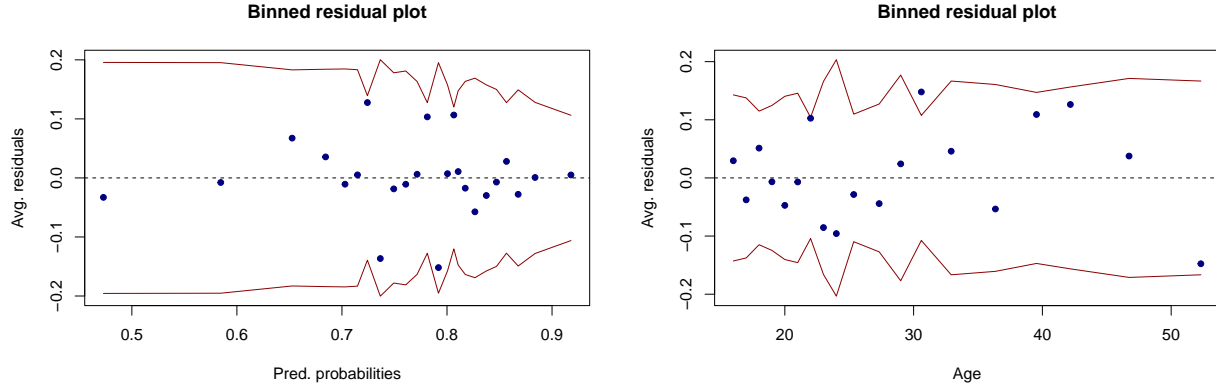 Binned residual plot
Avg. residuals
0.2
0.1
0.0
−0.1
−0.2
0.5 0.6 0.7 0.8 0.9
Pred. probabilities
Binned residual plot
Avg. residuals
0.2
0.1
0.0
−0.1
−0.2
20 30 40 50
Age